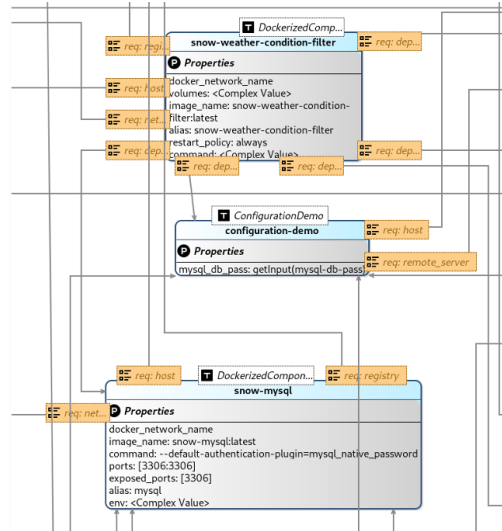 DockerizedComp...
snow-weather-condition-filter
req: regi...
req: dep...
Properties
req: host
docker_network_name
volumes: <Complex Value>
image_name: snow-weather-condition-
filter:latest
req: net...
alias: snow-weather-condition-filter
restart_policy: always
command: <Complex Value>
req: dep...
req: dep...
req: dep...
req: dep...
ConfigurationDemo
configuration-demo
req: host
Properties
mysql_db_pass: getInput(mysql-db-pass
req: remote_server
req: host
DockerizedCompon...
req: registry
snow-mysql
req: net...
Properties
docker_network_name
image_name: snow-mysql:latest
command: --default-authentication-plugin=mysql_native_password
ports: [3306:3306]
exposed_ports: [3306]
alias: mysql
env: <Complex Value>